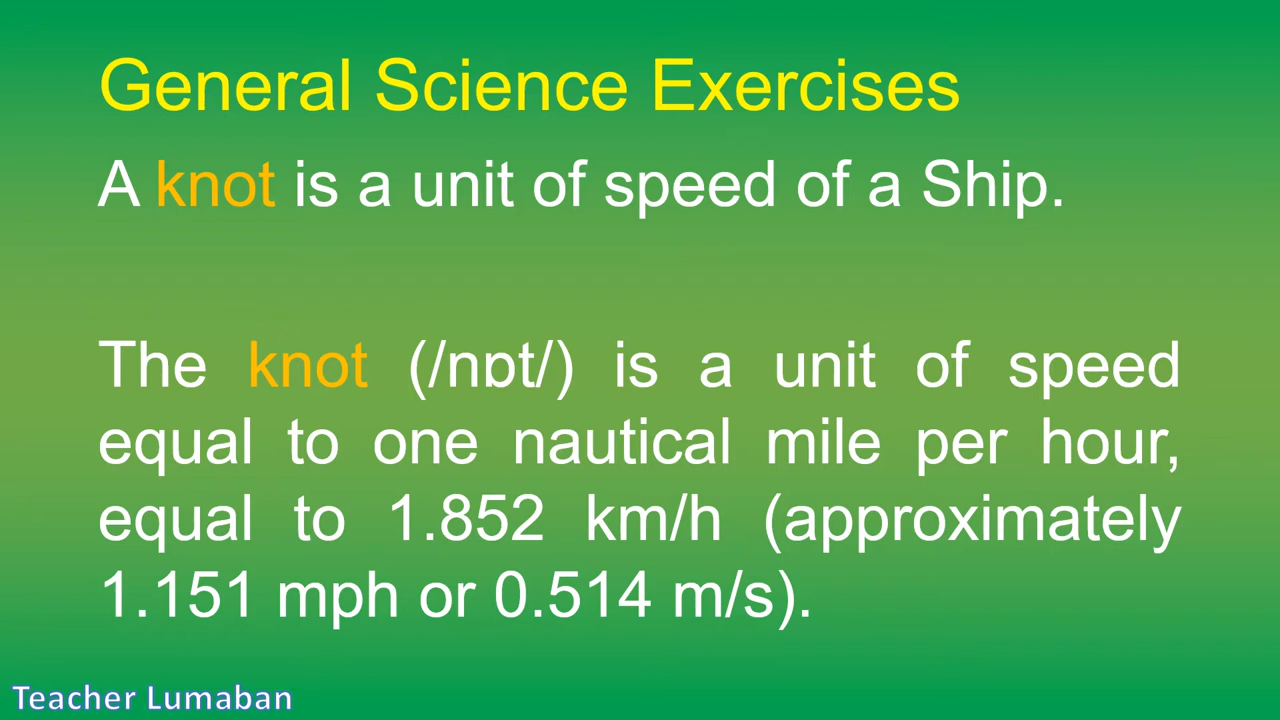 General Science Exercises
A knot is a unit of speed of a Ship.
The knot (/nɒt/) is a unit of speed
equal to one nautical mile per hour,
equal to 1.852 km/h (approximately
1.151 mph or 0.514 m/s).
Teacher Lumaban